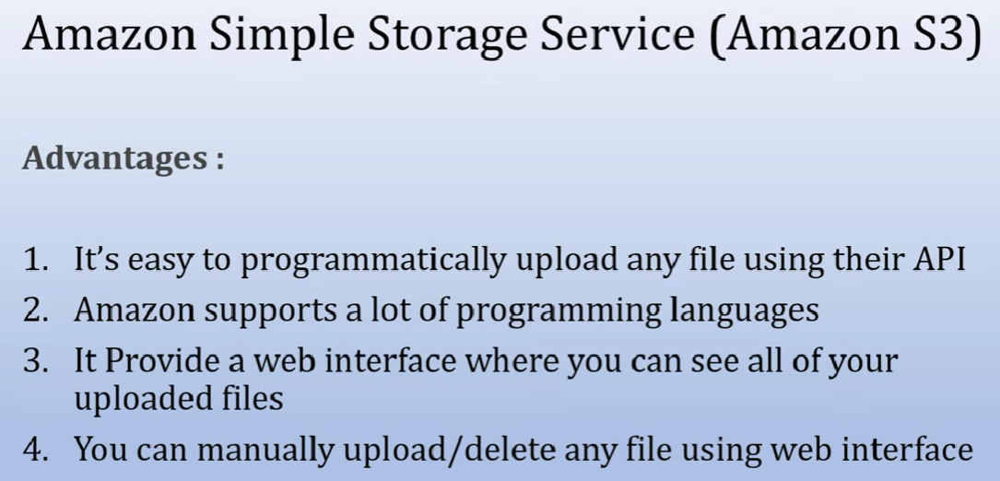 Amazon Simple Storage Service (Amazon S3)
Advantages :
1. It's easy to programmatically upload any file using their API
2. Amazon supports a lot of programming languages
3. It Provide a web interface where you can see all of your
uploaded files
4. You can manually upload/delete any file using web interface